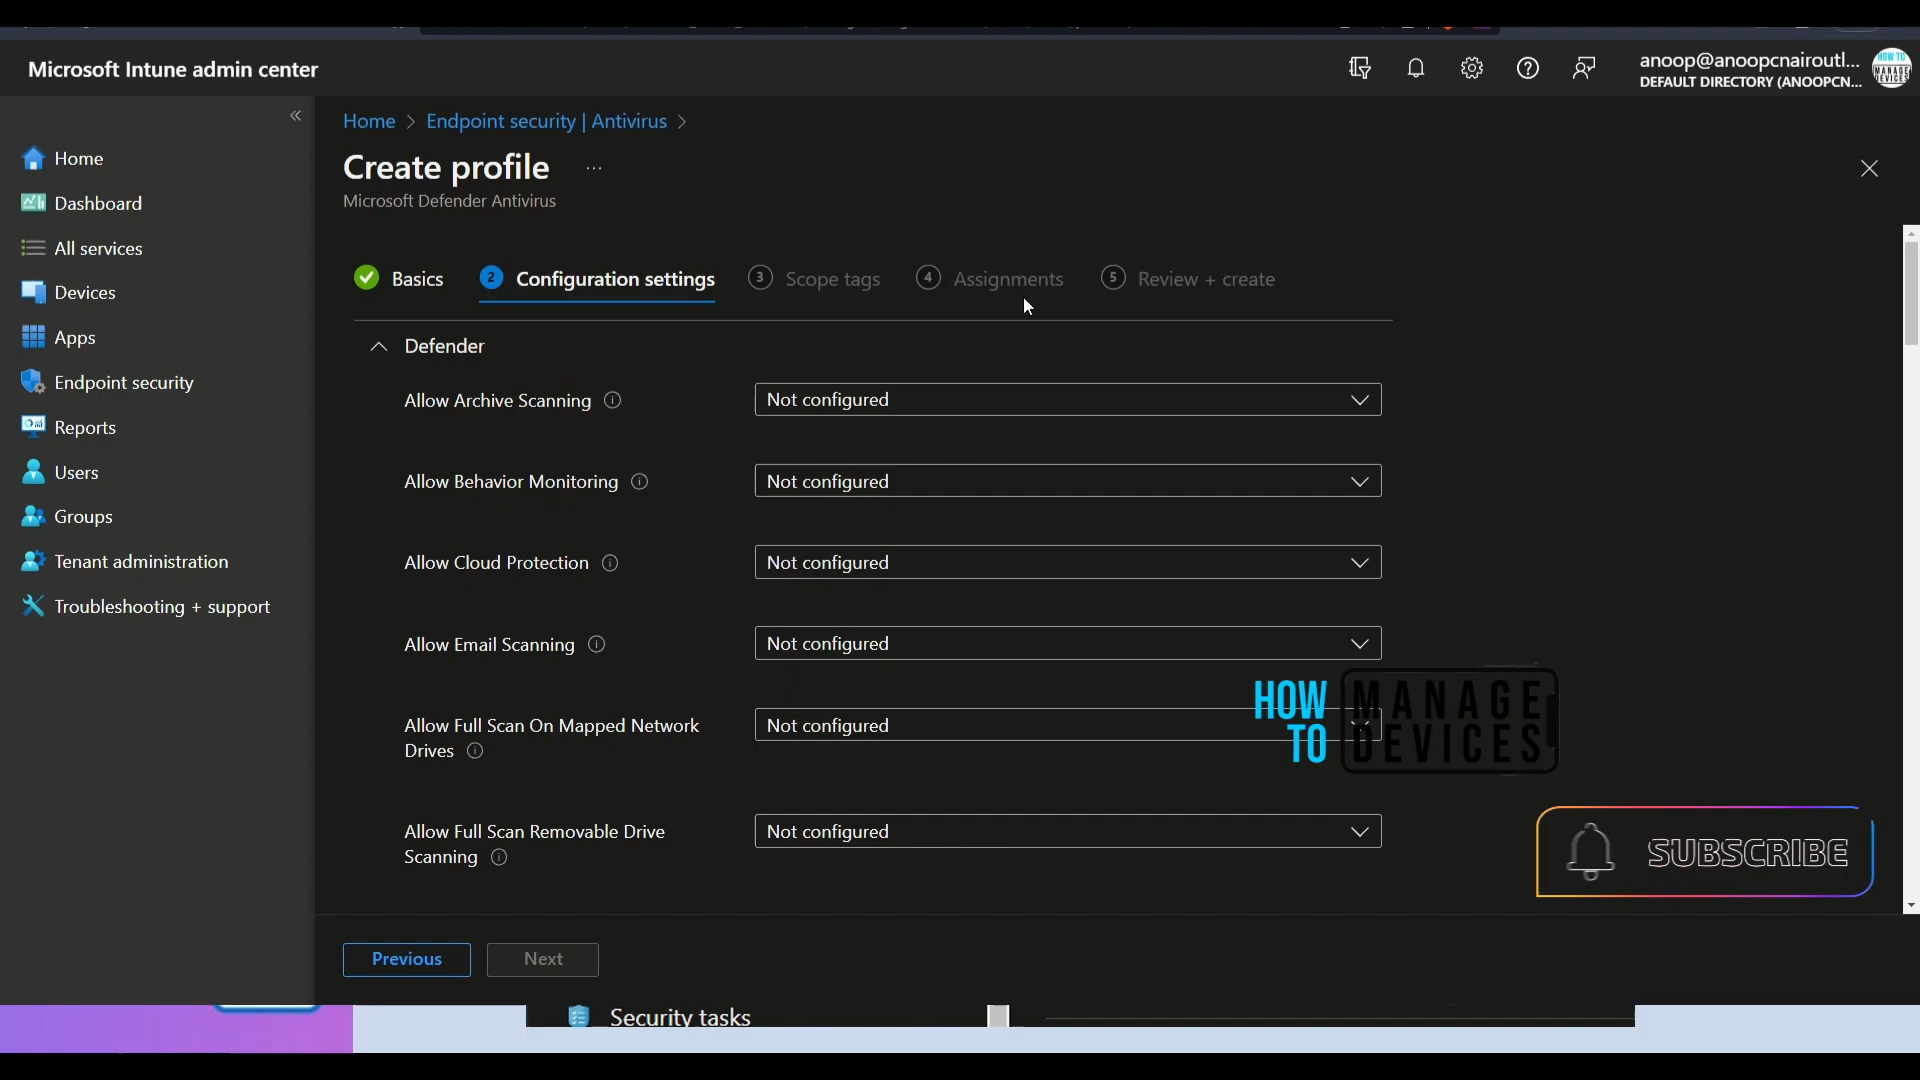 Microsoft Intune admin center
anoop@anoopcnairoutl...
DEFAULT DIRECTORY (ANOOPCN...
HOW TO
MANAGE
DEVICES
Home
Dashboard
All services
Devices
Apps
Endpoint security
Reports
Users
Groups
Tenant administration
Troubleshooting + support
Home > Endpoint security | Antivirus >
Create profile ...
Microsoft Defender Antivirus
Basics
2 Configuration settings
3 Scope tags
4 Assignments
5 Review + create
Defender
Allow Archive Scanning
Not configured
Allow Behavior Monitoring
Not configured
Allow Cloud Protection
Not configured
Allow Email Scanning
Not configured
Allow Full Scan On Mapped Network
Drives
Not configured
Allow Full Scan Removable Drive
Scanning
Not configured
HOW
TO
MANAGE
DEVICES
SUBSCRIBE
Previous
Next
Security tasks